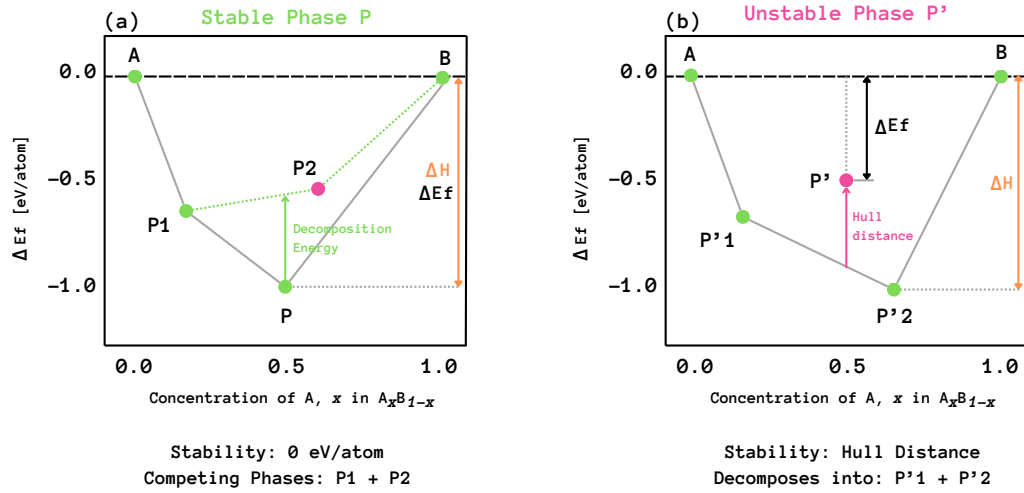 (a)
Stable Phase P
A
B
0.0
-0.5
-1.0
ΔEf [eV/atom]
P1
P2
P
ΔH
ΔEf
Decomposition
Energy
0.0
0.5
1.0
Concentration of A, x in AxB1-x
Stability: 0 eV/atom
Competing Phases: P1 + P2
(b)
Unstable Phase P’
A
B
0.0
-0.5
-1.0
ΔEf [eV/atom]
ΔEf
P’
ΔH
Hull
distance
P’1
P’2
0.0
0.5
1.0
Concentration of A, x in AxB1-x
Stability: Hull Distance
Decomposes into: P’1 + P’2